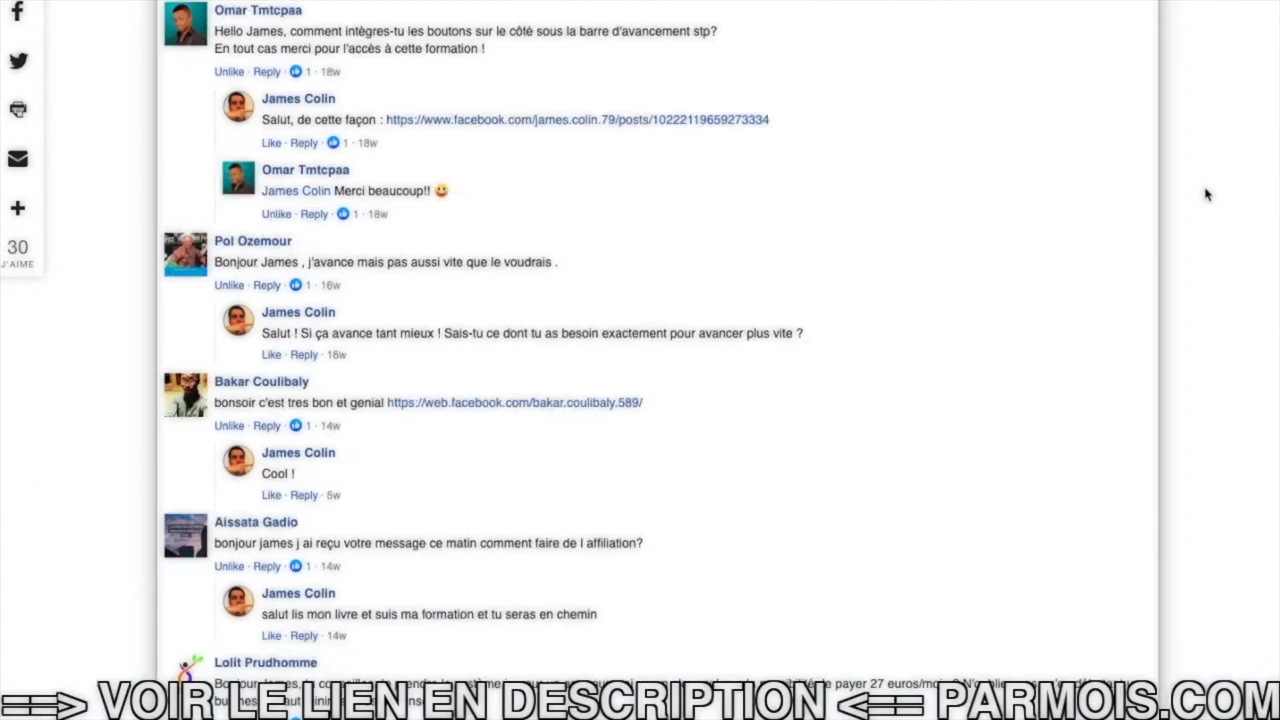 Omar Tmtcpaa
Hello James, comment intègres-tu les boutons sur le côté sous la barre d'avancement stp?
En tout cas merci pour l'accès à cette formation !
Unlike · Reply · 1 · 18w
James Colin
Salut, de cette façon : https://www.facebook.com/james.colin.79/posts/10222119659273334
Like · Reply · 1 · 18w
Omar Tmtcpaa
James Colin Merci beaucoup!! 😀
Unlike · Reply · 1 · 18w
30
J'AIME
Pol Ozemour
Bonjour James , j'avance mais pas aussi vite que le voudrais .
Unlike · Reply · 1 · 16w
James Colin
Salut ! Si ça avance tant mieux ! Sais-tu ce dont tu as besoin exactement pour avancer plus vite ?
Like · Reply · 16w
Bakar Coulibaly
bonsoir c'est tres bon et genial https://web.facebook.com/bakar.coulibaly.589/
Unlike · Reply · 1 · 14w
James Colin
Cool !
Like · Reply · 5w
Aissata Gadio
bonjour james j ai reçu votre message ce matin comment faire de l affiliation?
Unlike · Reply · 1 · 14w
James Colin
salut lis mon livre et suis ma formation et tu seras en chemin
Like · Reply · 14w
Lolit Prudhomme
le payer 27 euros/mois
==> VOIR LE LIEN EN DESCRIPTION <== PARMOIS.COM